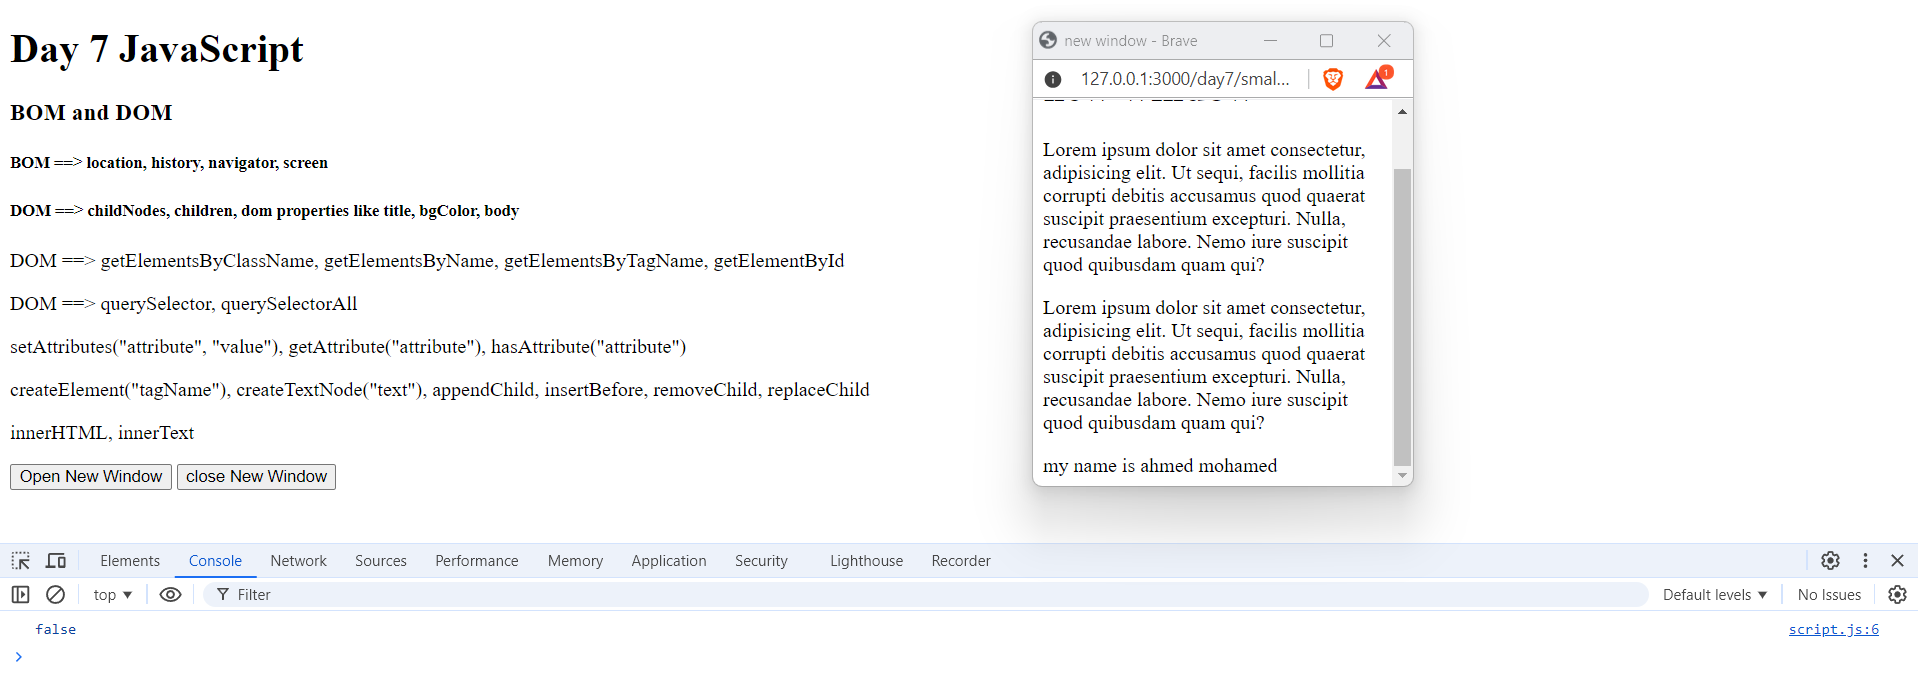 Day 7 JavaScript
BOM and DOM
BOM ==> location, history, navigator, screen
DOM ==> childNodes, children, dom properties like title, bgColor, body
DOM ==> getElementsByClassName, getElementsByName, getElementsByTagName, getElementById
DOM ==> querySelector, querySelectorAll
setAttributes("attribute", "value"), getAttribute("attribute"), hasAttribute("attribute")
createElement("tagName"), createTextNode("text"), appendChild, insertBefore, removeChild, replaceChild
innerHTML, innerText
Open New Window close New Window
new window - Brave
127.0.0.1:3000/day7/smal...
1
Lorem ipsum dolor sit amet consectetur,
adipisicing elit. Ut sequi, facilis mollitia
corrupti debitis accusamus quod quaerat
suscipit praesentium excepturi. Nulla,
recusandae labore. Nemo iure suscipit
quod quibusdam quam qui?
Lorem ipsum dolor sit amet consectetur,
adipisicing elit. Ut sequi, facilis mollitia
corrupti debitis accusamus quod quaerat
suscipit praesentium excepturi. Nulla,
recusandae labore. Nemo iure suscipit
quod quibusdam quam qui?
my name is ahmed mohamed
Elements Console Network Sources Performance Memory Application Security Lighthouse Recorder
top Filter Default levels No Issues
false script.js:6